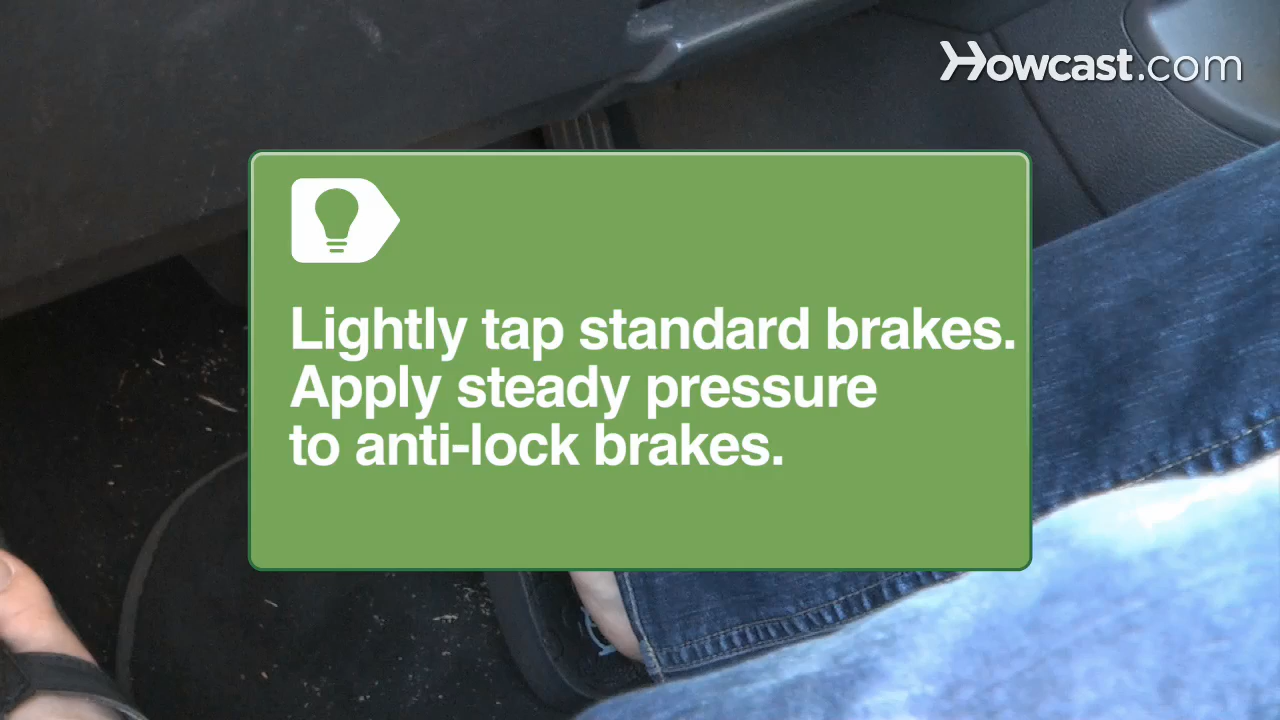 Howcast.com
Lightly tap standard brakes.
Apply steady pressure
to anti-lock brakes.